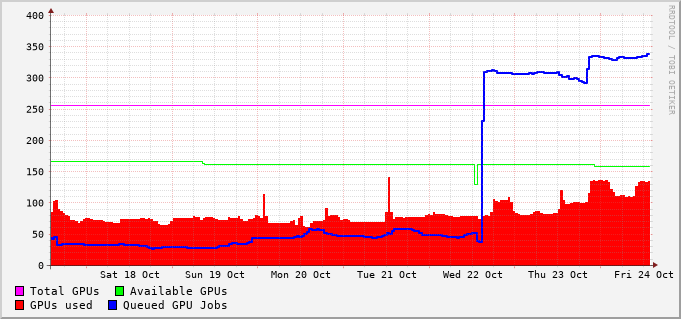 RRDTOOL / TOBI OETIKER
400
350
300
250
200
150
100
50
0
Sat 18 Oct Sun 19 Oct Mon 20 Oct Tue 21 Oct Wed 22 Oct Thu 23 Oct Fri 24 Oct
Total GPUs Available GPUs
GPUs used Queued GPU Jobs